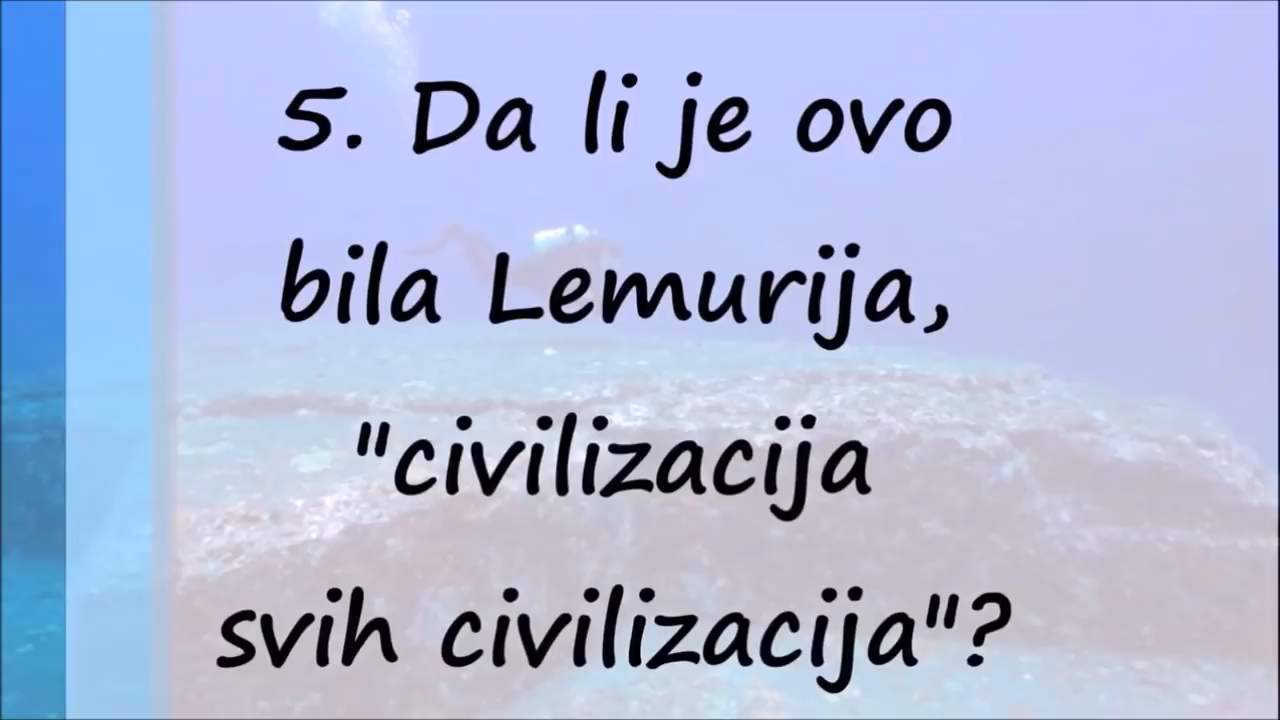 5. Da li je ovo
bila Lemurija,
"civilizacija
svih civilizacija"?